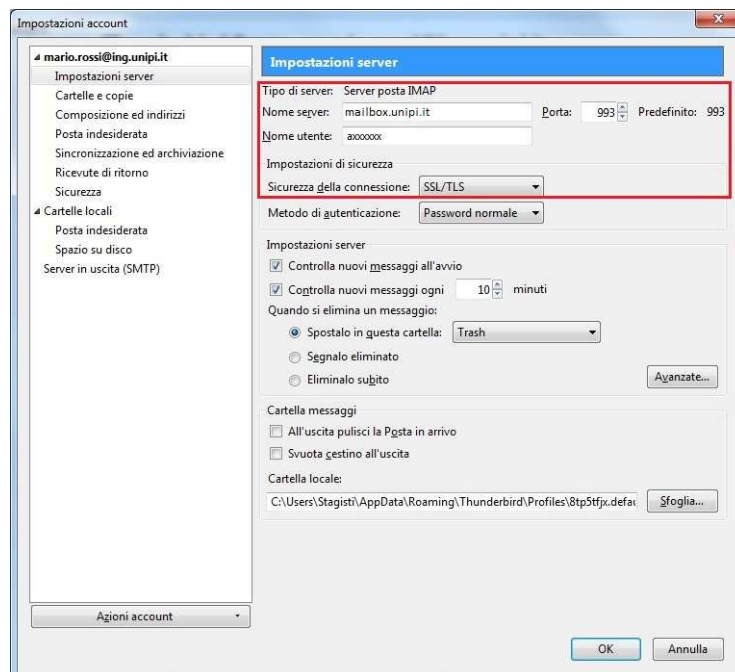 Impostazioni account
mario.rossi@ing.unipi.it
Impostazioni server
Cartelle e copie
Composizione ed indirizzi
Posta indesiderata
Sincronizzazione ed archiviazione
Ricevute di ritorno
Sicurezza
Cartelle locali
Posta indesiderata
Spazio su disco
Server in uscita (SMTP)
Azioni account
Impostazioni server
Tipo di server: Server posta IMAP
Nome server: mailbox.unipi.it Porta: 993 Predefinito: 993
Nome utente: axxxxxx
Impostazioni di sicurezza
Sicurezza della connessione: SSL/TLS
Metodo di autenticazione: Password normale
Impostazioni server
Controlla nuovi messaggi all'avvio
Controlla nuovi messaggi ogni 10 minuti
Quando si elimina un messaggio:
Spostalo in questa cartella: Trash
Segnalo eliminato
Eliminalo subito
Avanzate...
Cartella messaggi
All'uscita pulisci la Posta in arrivo
Svuota cestino all'uscita
Cartella locale:
C:\Users\Stagisti\AppData\Roaming\Thunderbird\Profiles\8tp5tfjx.defau Sfoglia...
OK Annulla